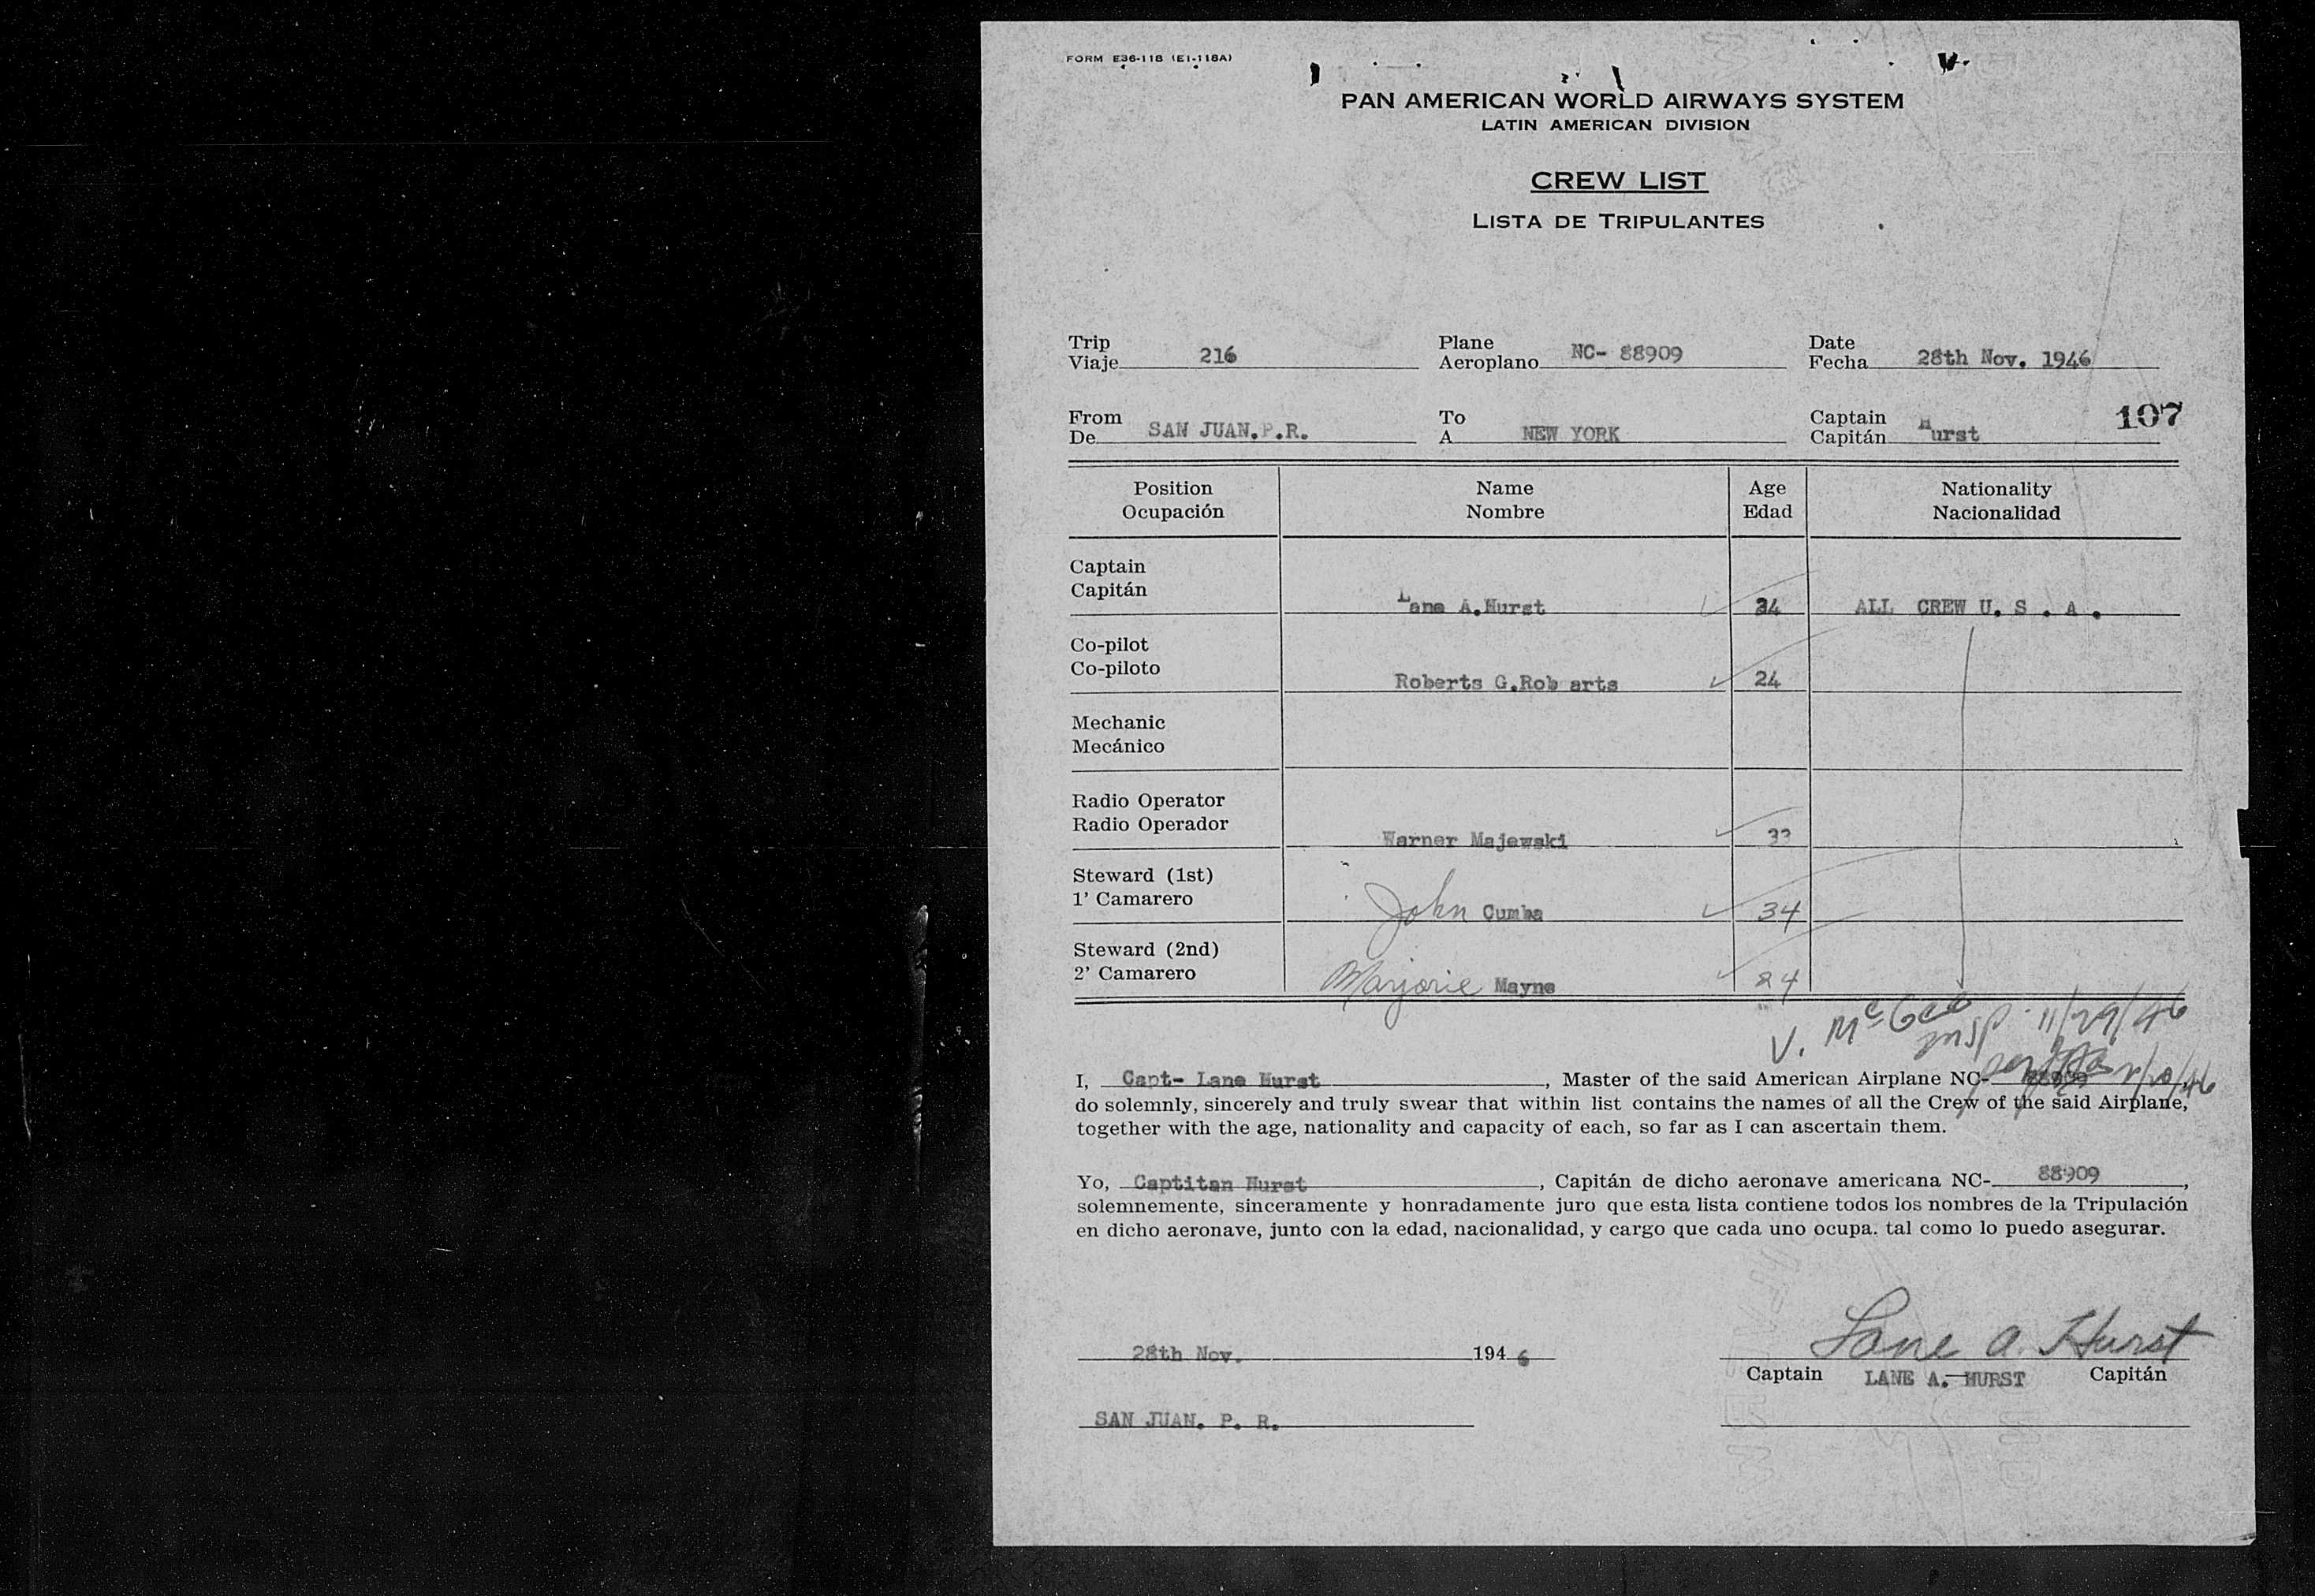 FORM E36-118 (E1-118A)
PAN AMERICAN WORLD AIRWAYS SYSTEM
LATIN AMERICAN DIVISION
CREW LIST
LISTA DE TRIPULANTES
Trip
Viaje 216
Plane
Aeroplano NC- 88909
Date
Fecha 28th Nov. 1946
From
De SAN JUAN.P.R.
To
A NEW YORK
Captain
Capitán Hurst
107
Position Name Age Nationality
Ocupación Nombre Edad Nacionalidad
Captain
Capitán Lane A.Hurst 34 ALL CREW U. S . A .
Co-pilot
Co-piloto Roberts G.Rob arts 24
Mechanic
Mecánico
Radio Operator
Radio Operador Warner Majewski
Steward (1st)
1' Camarero John Cumba 34
Steward (2nd)
2' Camarero Marjorie Mayne 24
V. McGee
Insp. 11/29/46
I, Capt- Lane Hurst, Master of the said American Airplane NC- 88909,
do solemnly, sincerely and truly swear that within list contains the names of all the Crew of the said Airplane,
together with the age, nationality and capacity of each, so far as I can ascertain them.
Yo, Captitan Hurst, Capitán de dicho aeronave americana NC- 88909,
solemnemente, sinceramente y honradamente juro que esta lista contiene todos los nombres de la Tripulación
en dicho aeronave, junto con la edad, nacionalidad, y cargo que cada uno ocupa. tal como lo puedo asegurar.
28th Nov. 1946
Lane A. Hurst
Captain LANE A. HURST Capitán
SAN JUAN. P. R.